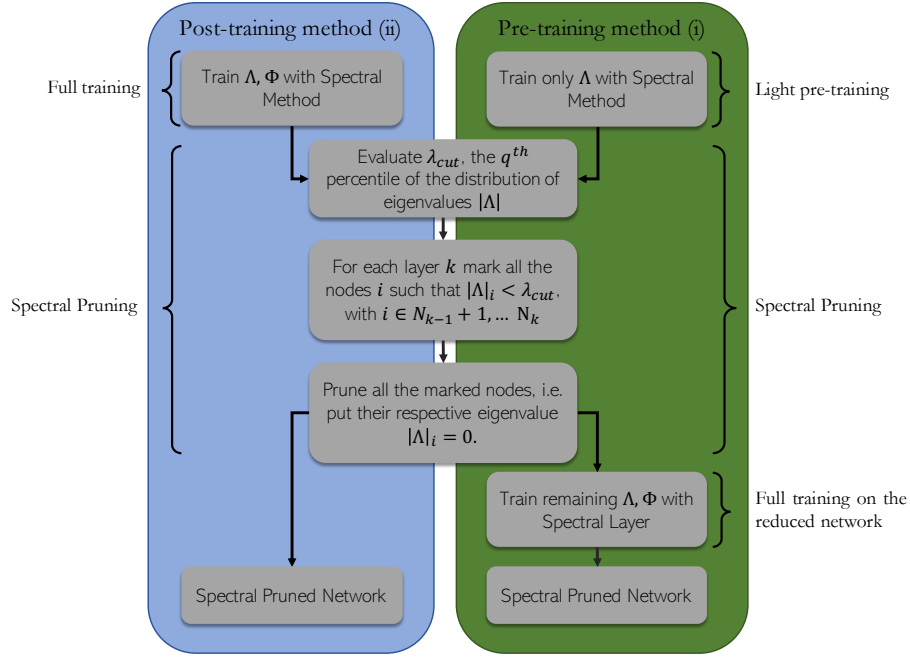 Post-training method (ii)
Pre-training method (i)
Full training
Train Λ, Φ with Spectral
Method
Train only Λ with Spectral
Method
Light pre-training
Evaluate λcut, the qth
percentile of the distribution of
eigenvalues |Λ|
For each layer k mark all the
nodes i such that |Λ|i < λcut,
with i ∈ Nk−1 + 1, … Nk
Spectral Pruning
Spectral Pruning
Prune all the marked nodes, i.e.
put their respective eigenvalue
|Λ|i = 0.
Train remaining Λ, Φ with
Spectral Layer
Full training on the
reduced network
Spectral Pruned Network
Spectral Pruned Network